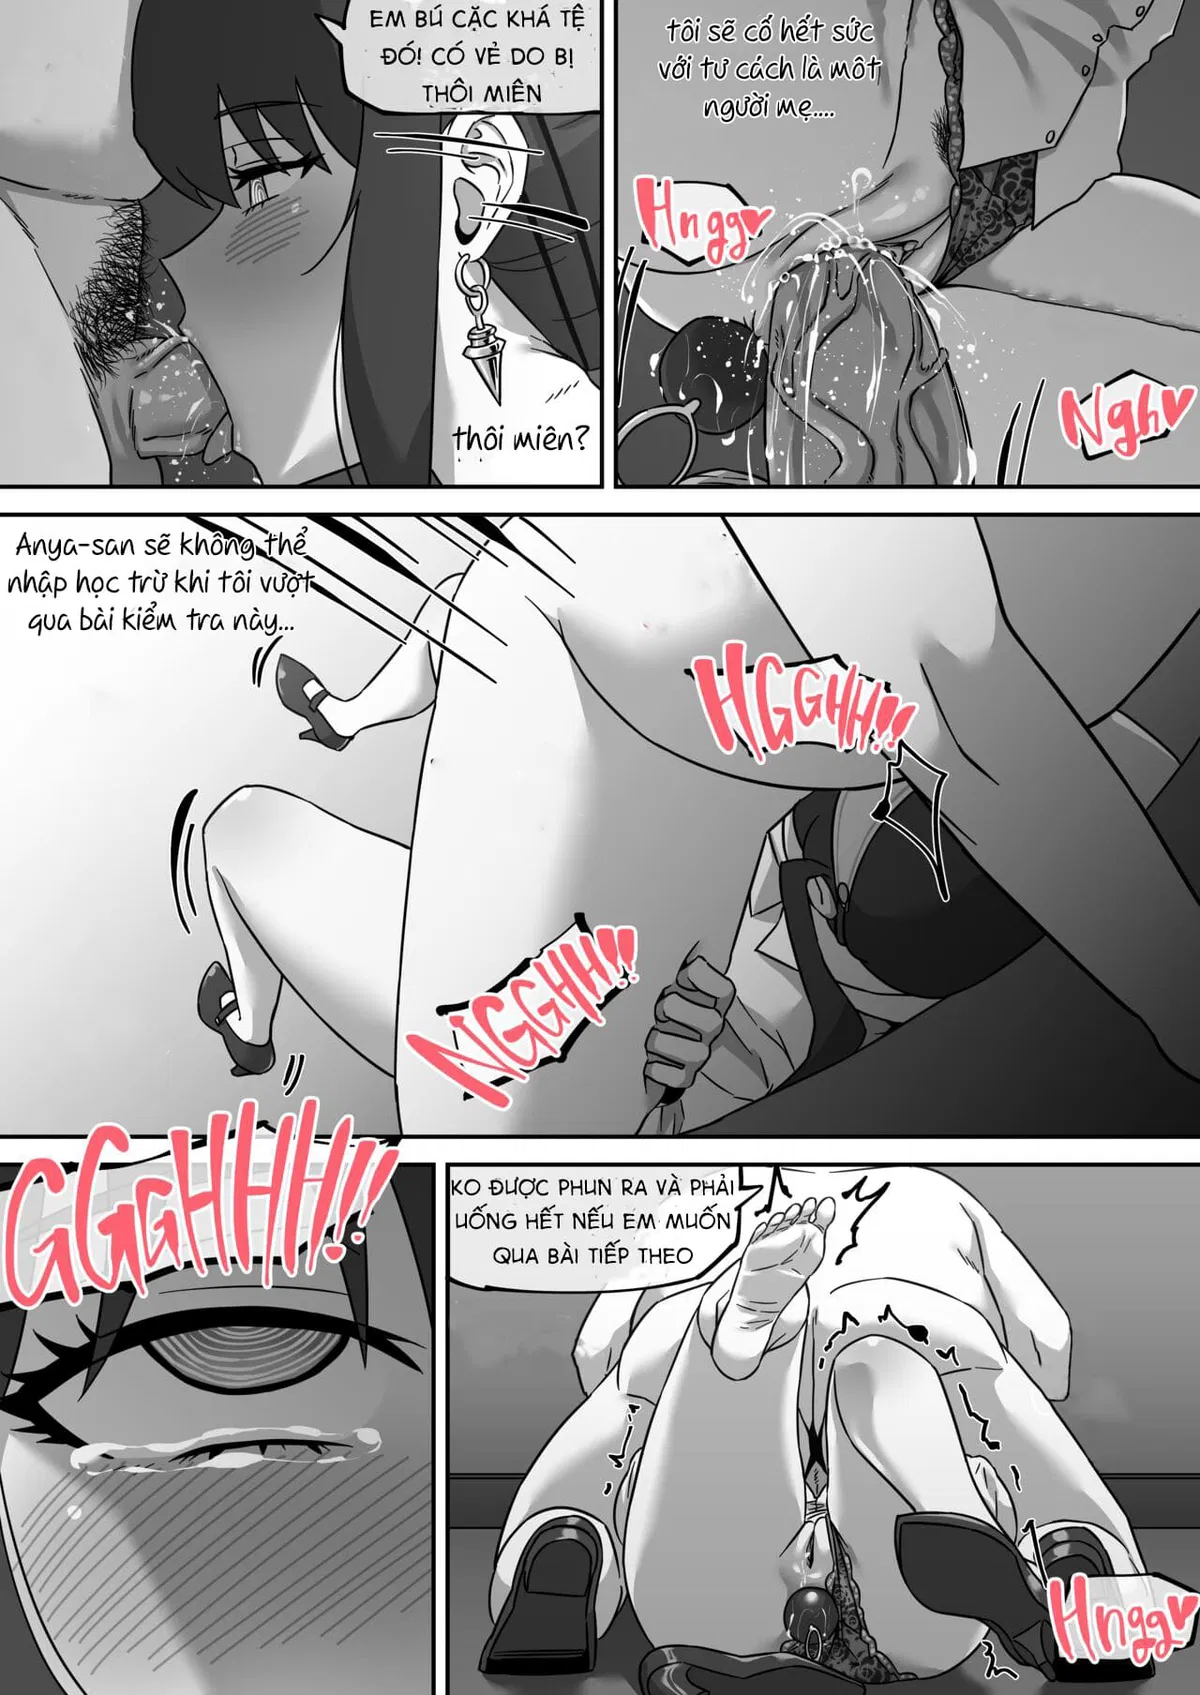 EM BÚ CẶC KHÁ TỆ
ĐÓ! CÓ VẺ DO BỊ
THÔI MIÊN
thôi miên?
tôi sẽ cố hết sức
với tư cách là môt
người mẹ....
Hngg
Ngh
Anya-san sẽ không thể
nhập học trừ khi tôi vượt
qua bài kiểm tra này...
HGGHH!!
NGGHH!!
GGGHHH!!
KO ĐƯỢC PHUN RA VÀ PHẢI
UỐNG HẾT NẾU EM MUỐN
QUA BÀI TIẾP THEO
Hngg